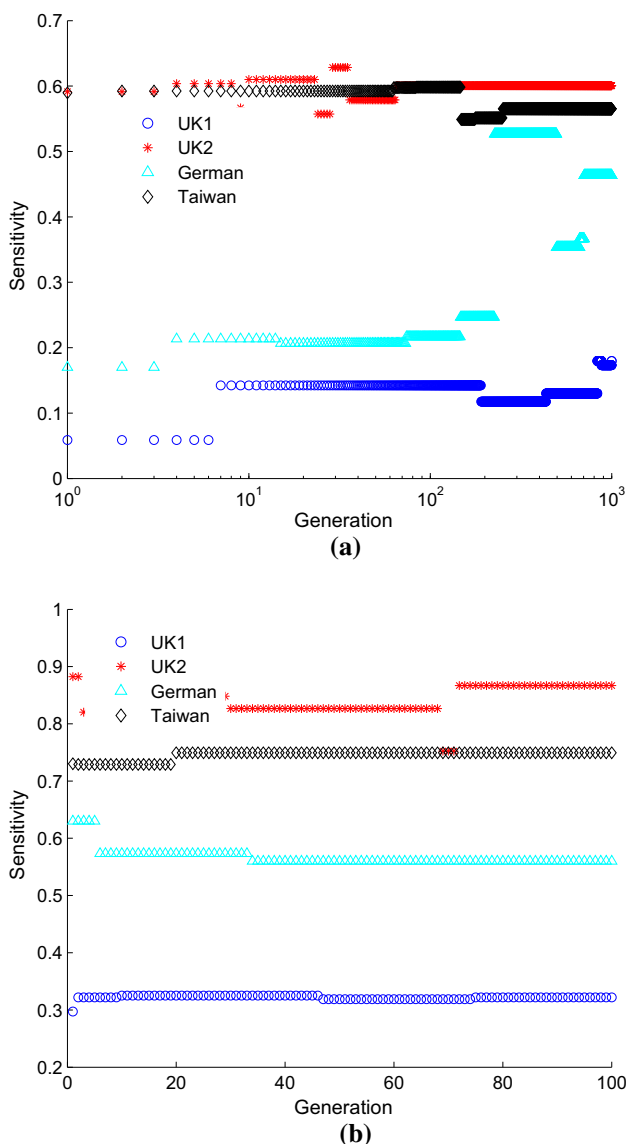 0.7
0.6
0.5
0.4
0.3
0.2
0.1
0
Sensitivity
UK1
UK2
German
Taiwan
10^0 10^1 10^2 10^3
Generation
(a)
1
0.9
0.8
0.7
0.6
0.5
0.4
0.3
0.2
Sensitivity
UK1
UK2
German
Taiwan
0 20 40 60 80 100
Generation
(b)